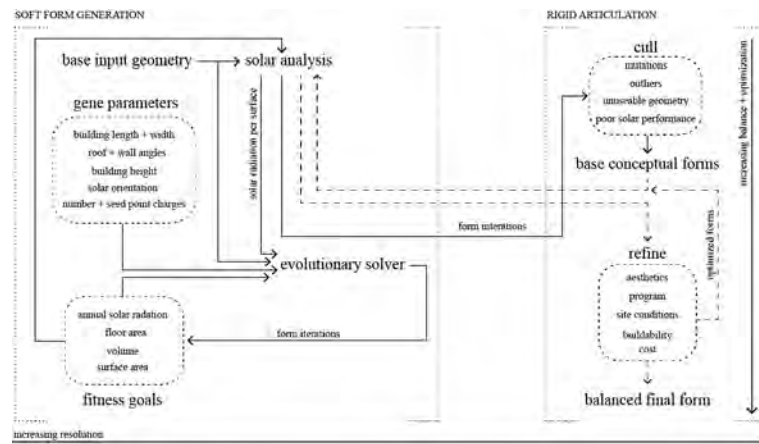 SOFT FORM GENERATION
RIGID ARTICULATION
base input geometry
solar analysis
gene parameters
building length + width
roof + wall angles
building height
solar orientation
number + seed point charges
solar radiation per surface
evolutionary solver
form interations
form iterations
annual solar radation
floor area
volume
surface area
fitness goals
cull
mutations
outliers
unuseable geometry
poor solar performance
base conceptual forms
refine
aesthetics
program
site conditions
buildability
cost
optimized forms
balanced final form
increasing balance + optimization
increasing resolution